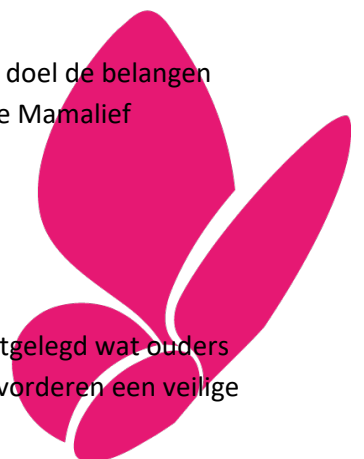 doel de belangen
e Mamalief
tgelegd wat ouders
vorderen een veilige